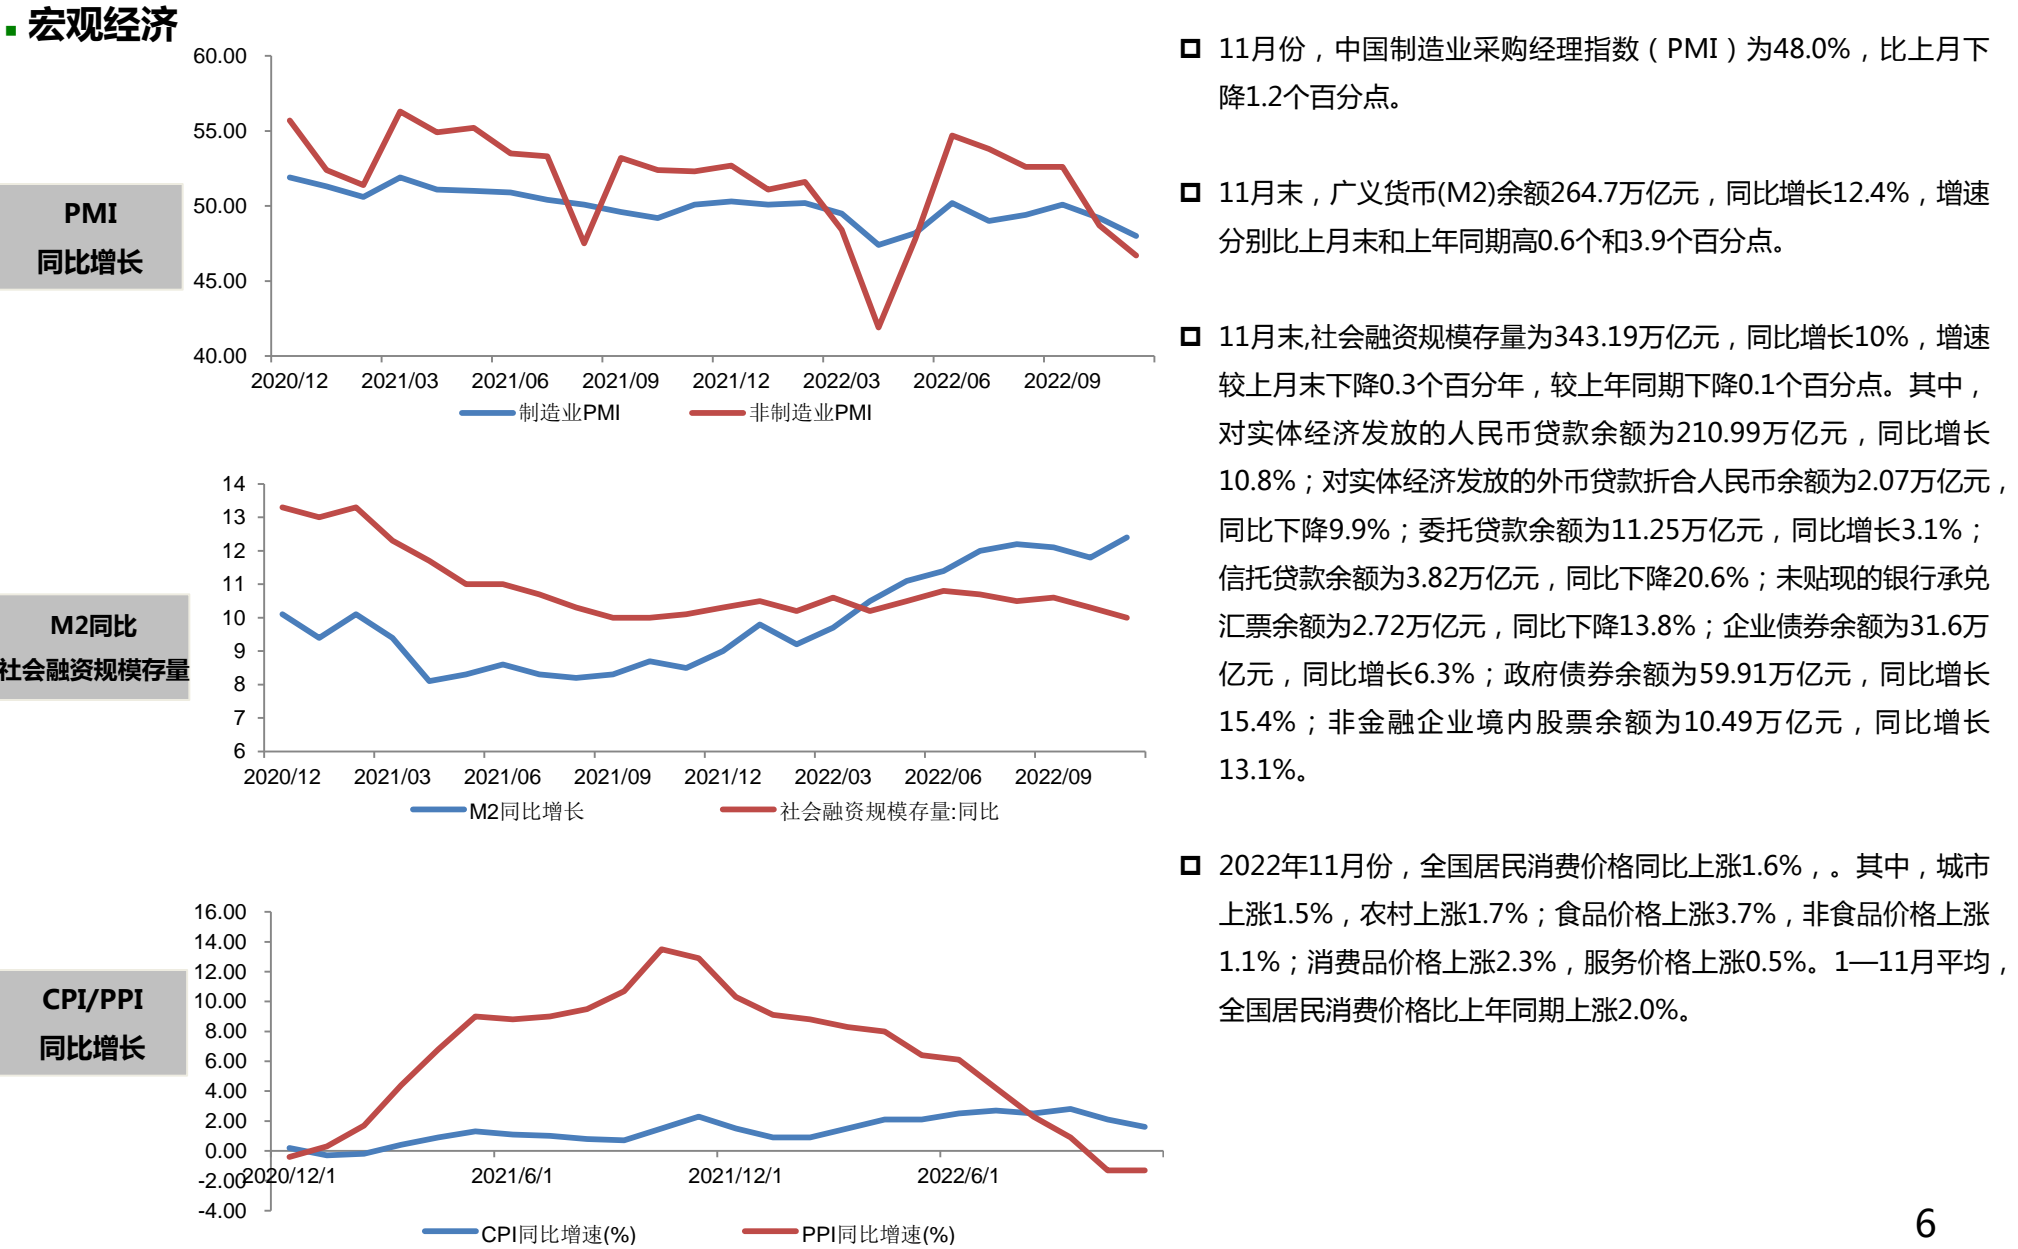 宏观经济
PMI
同比增长
60.00
55.00
50.00
45.00
40.00
2020/12 2021/03 2021/06 2021/09 2021/12 2022/03 2022/06 2022/09
制造业PMI 非制造业PMI
M2同比
社会融资规模存量
14
13
12
11
10
9
8
7
6
2020/12 2021/03 2021/06 2021/09 2021/12 2022/03 2022/06 2022/09
M2同比增长 社会融资规模存量:同比
CPI/PPI
同比增长
16.00
14.00
12.00
10.00
8.00
6.00
4.00
2.00
0.00
-2.00
-4.00
2020/12/1 2021/6/1 2021/12/1 2022/6/1
CPI同比增速(%) PPI同比增速(%)
11月份，中国制造业采购经理指数（PMI）为48.0%，比上月下
降1.2个百分点。
11月末，广义货币(M2)余额264.7万亿元，同比增长12.4%，增速
分别比上月末和上年同期高0.6个和3.9个百分点。
11月末,社会融资规模存量为343.19万亿元，同比增长10%，增速
较上月末下降0.3个百分年，较上年同期下降0.1个百分点。其中，
对实体经济发放的人民币贷款余额为210.99万亿元，同比增长
10.8%；对实体经济发放的外币贷款折合人民币余额为2.07万亿元，
同比下降9.9%；委托贷款余额为11.25万亿元，同比增长3.1%；
信托贷款余额为3.82万亿元，同比下降20.6%；未贴现的银行承兑
汇票余额为2.72万亿元，同比下降13.8%；企业债券余额为31.6万
亿元，同比增长6.3%；政府债券余额为59.91万亿元，同比增长
15.4%；非金融企业境内股票余额为10.49万亿元，同比增长
13.1%。
2022年11月份，全国居民消费价格同比上涨1.6%，。其中，城市
上涨1.5%，农村上涨1.7%；食品价格上涨3.7%，非食品价格上涨
1.1%；消费品价格上涨2.3%，服务价格上涨0.5%。1—11月平均，
全国居民消费价格比上年同期上涨2.0%。
6